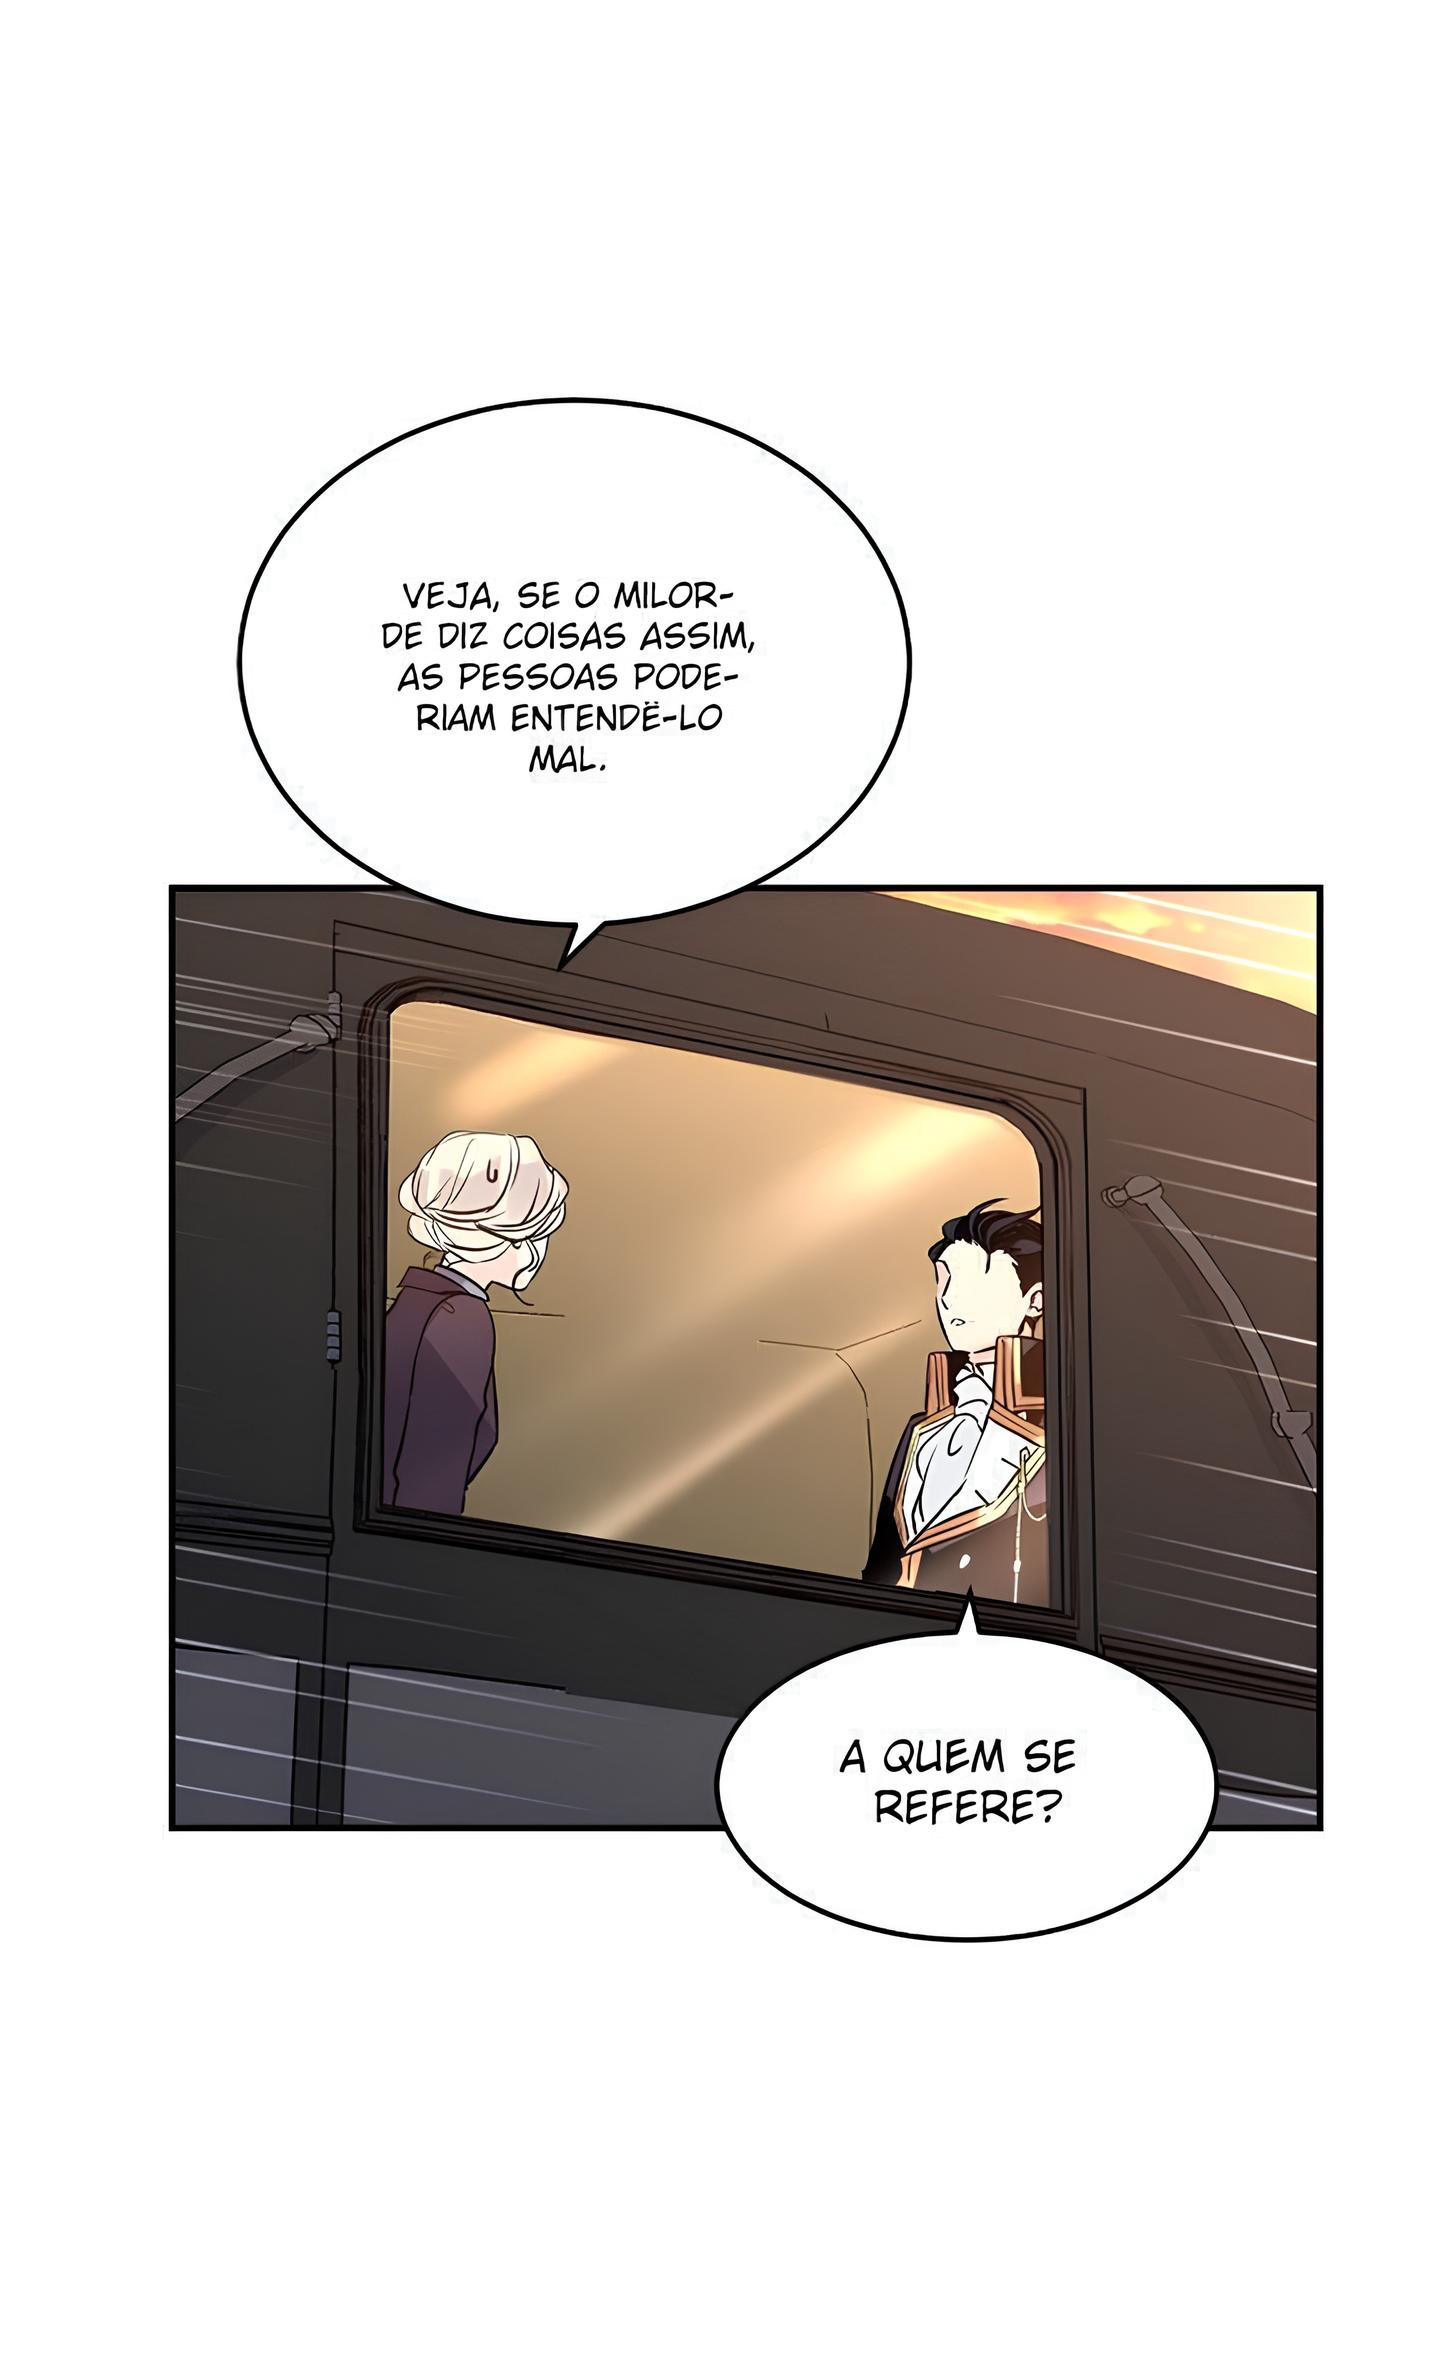 VEJA, SE O MILOR-
DE DIZ COISAS ASSIM,
AS PESSOAS PODE-
RIAM ENTENDÊ-LO
MAL.
A QUEM SE
REFERE?